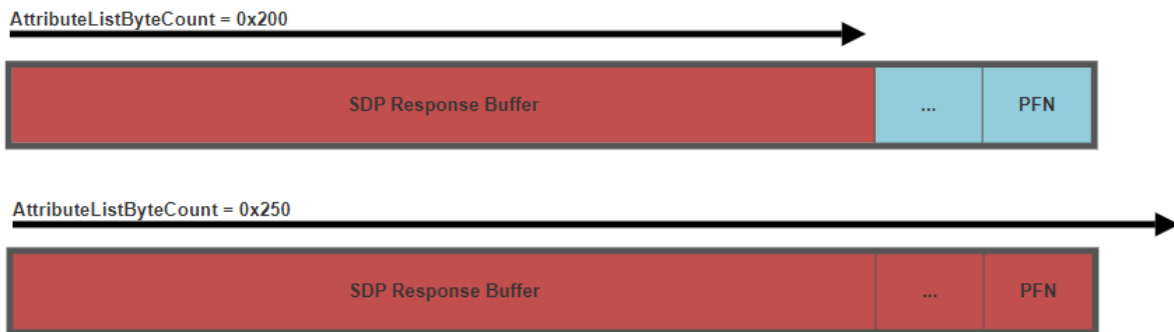 AttributeListByteCount = 0x200
SDP Response Buffer ... PFN
AttributeListByteCount = 0x250
SDP Response Buffer ... PFN